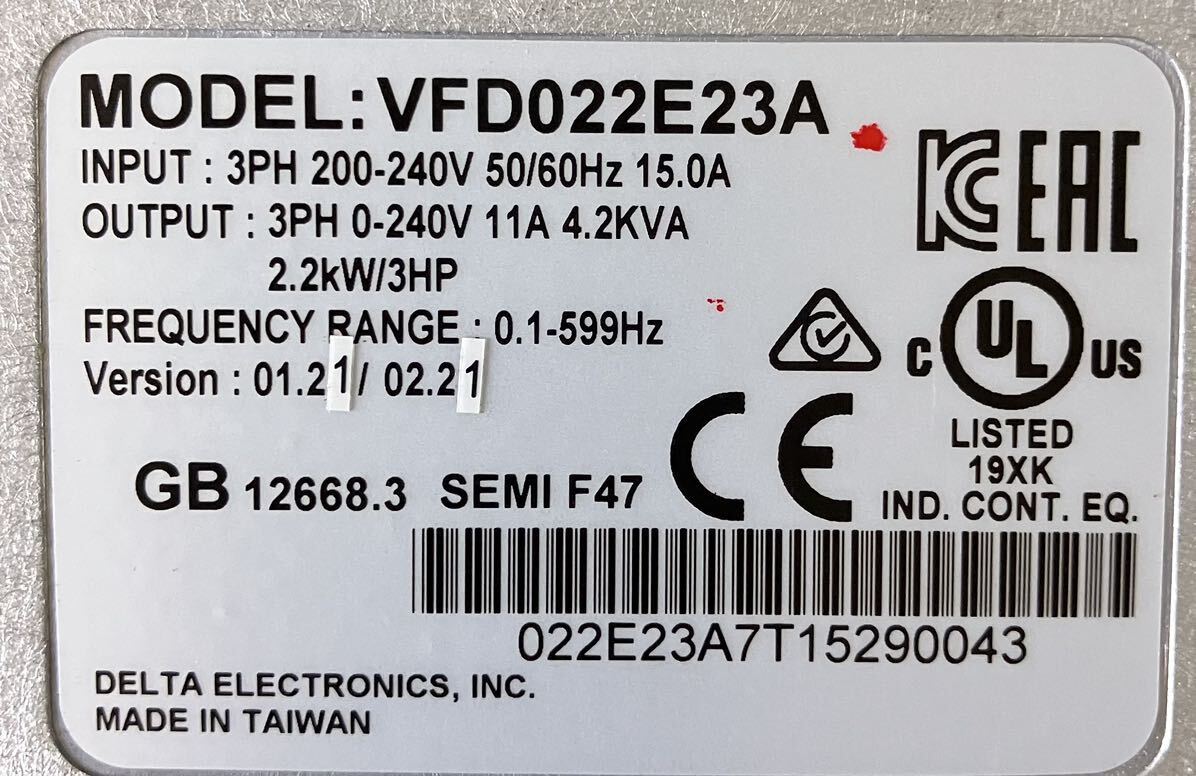 MODEL: VFD022E23A
INPUT : 3PH 200-240V 50/60Hz 15.0A
OUTPUT : 3PH 0-240V 11A 4.2KVA
2.2kW/3HP
FREQUENCY RANGE : 0.1-599Hz
Version : 01.21 / 02.21
KC EAC
C UL US
LISTED
19XK
IND. CONT. EQ.
GB 12668.3 SEMI F47 CE
022E23A7T15290043
DELTA ELECTRONICS, INC.
MADE IN TAIWAN